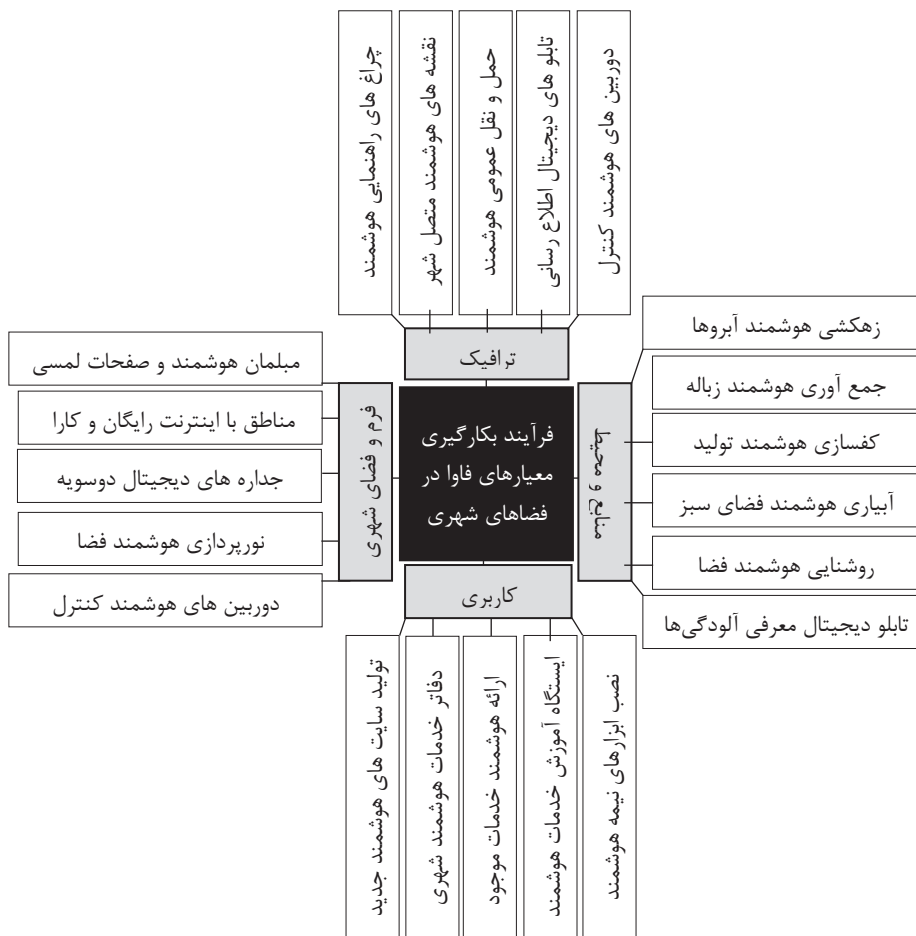 دوربین های هوشمند کنترل
تابلو های دیجیتال اطلاع رسانی
حمل و نقل عمومی هوشمند
نقشه های هوشمند متصل شهر
چراغ های راهنمایی هوشمند
ترافیک
زهکشی هوشمند آبروها
جمع آوری هوشمند زباله
کفسازی هوشمند تولید
آبیاری هوشمند فضای سبز
روشنایی هوشمند فضا
تابلو دیجیتال معرفی آلودگی‌ها
منابع و محیط
فرآیند بکارگیری
معیارهای فاوا در
فضاهای شهری
فرم و فضای شهری
مبلمان هوشمند و صفحات لمسی
مناطق با اینترنت رایگان و کارا
جداره های دیجیتال دوسویه
نورپردازی هوشمند فضا
دوربین های هوشمند کنترل
کاربری
نصب ابزارهای نیمه هوشمند
ایستگاه آموزش خدمات هوشمند
ارائه هوشمند خدمات موجود
دفاتر خدمات هوشمند شهری
تولید سایت های هوشمند جدید